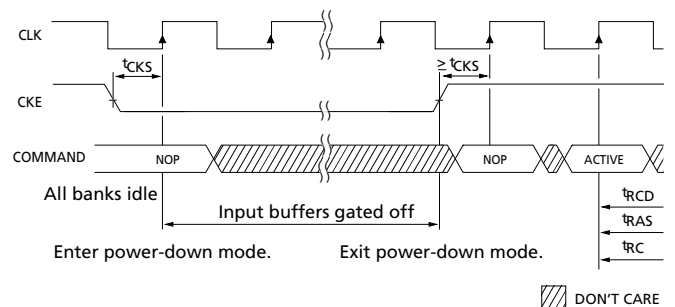 CLK
tCKS
≥ tCKS
CKE
COMMAND
NOP
NOP
ACTIVE
All banks idle
Input buffers gated off
tRCD
tRAS
tRC
Enter power-down mode.
Exit power-down mode.
DON'T CARE